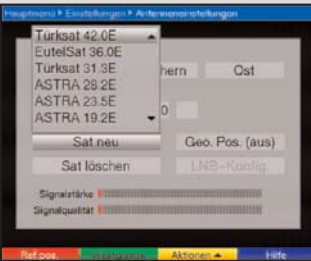 Hauptmenü ▸ Einstellungen ▸ Antenneneinstellungen
Türksat 42.0E
EutelSat 36.0E
Türksat 31.3E
ASTRA 28.2E
ASTRA 23.5E
ASTRA 19.2E
hern
Ost
0
Sat neu
Geo. Pos. (aus)
Sat löschen
LNB-Konfig.
Signalstärke
Signalqualität
Ref.pos.
Aktionen
Hilfe